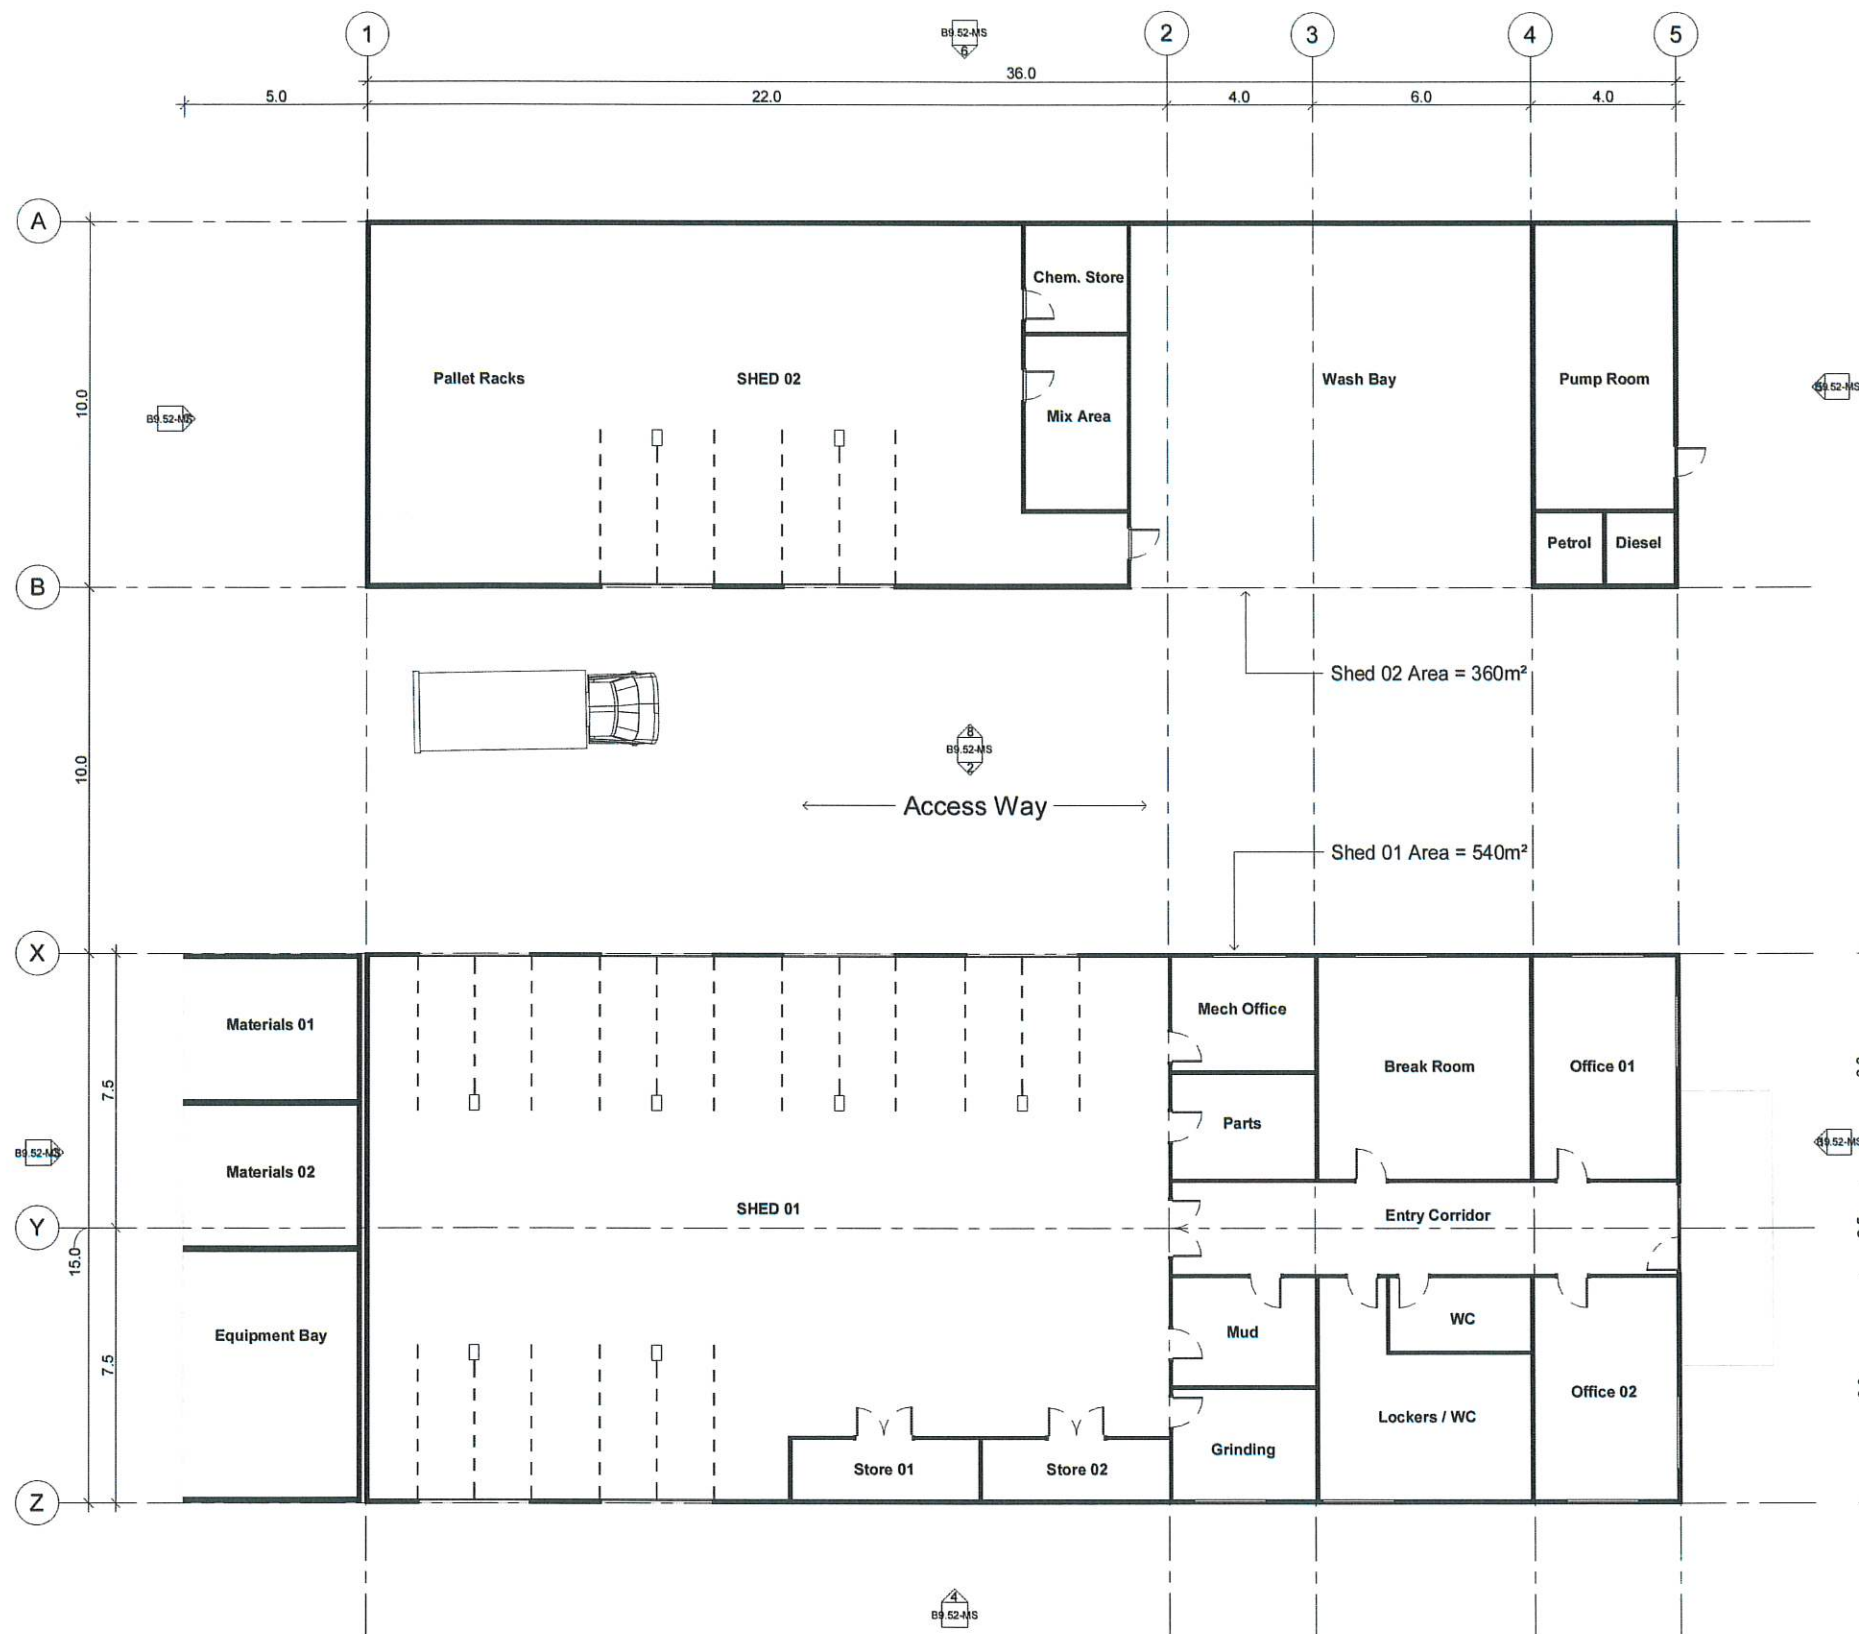 1
B9.52-MS
6
2
3
4
5
36.0
5.0
22.0
4.0
6.0
4.0
A
Chem. Store
Pallet Racks
SHED 02
Wash Bay
Pump Room
10.0
B9.52-MS
B9.52-MS
Mix Area
Petrol
Diesel
B
Shed 02 Area = 360m²
8
B9.52-MS
2
10.0
Access Way
Shed 01 Area = 540m²
X
Mech Office
Materials 01
Break Room
Office 01
7.5
Parts
B9.52-MS
B9.52-MS
Materials 02
SHED 01
Entry Corridor
Y
15.0
Equipment Bay
Mud
WC
7.5
Office 02
Lockers / WC
Grinding
Store 01
Store 02
Z
4
B9.52-MS